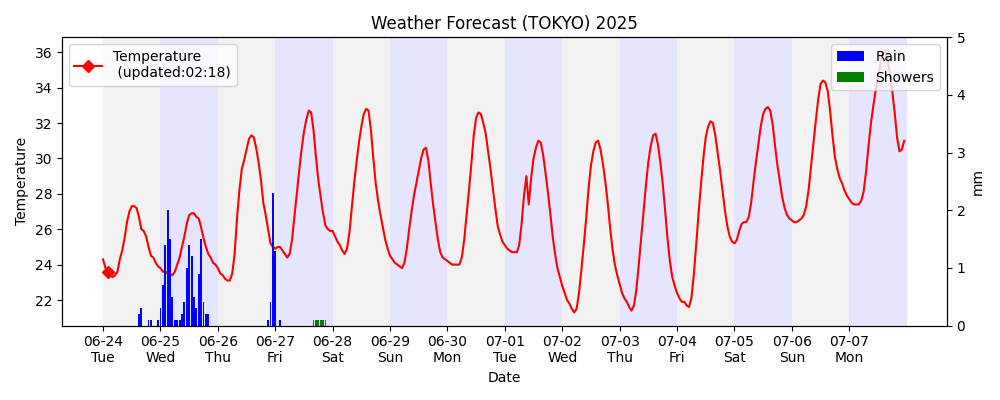 Weather Forecast (TOKYO) 2025
Temperature
(updated:02:18)
Rain
Showers
Temperature
36
34
32
30
28
26
24
22
5
4
3
2
1
0
mm
06-24 06-25 06-26 06-27 06-28 06-29 06-30 07-01 07-02 07-03 07-04 07-05 07-06 07-07
Tue Wed Thu Fri Sat Sun Mon Tue Wed Thu Fri Sat Sun Mon
Date